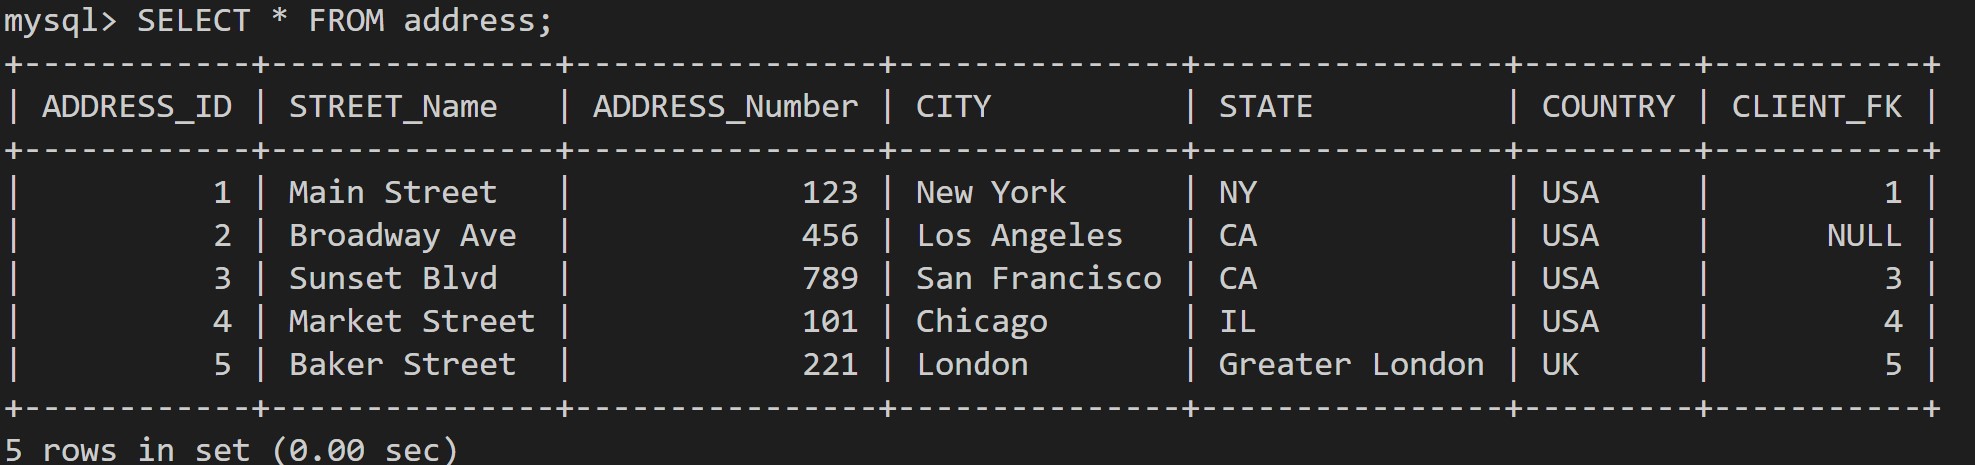 mysql> SELECT * FROM address;
+------------+---------------+----------------+---------------+----------------+---------+-----------+
| ADDRESS_ID | STREET_Name   | ADDRESS_Number | CITY          | STATE          | COUNTRY | CLIENT_FK |
+------------+---------------+----------------+---------------+----------------+---------+-----------+
|          1 | Main Street   |            123 | New York      | NY             | USA     |         1 |
|          2 | Broadway Ave  |            456 | Los Angeles   | CA             | USA     |      NULL |
|          3 | Sunset Blvd   |            789 | San Francisco | CA             | USA     |         3 |
|          4 | Market Street |            101 | Chicago       | IL             | USA     |         4 |
|          5 | Baker Street  |            221 | London        | Greater London | UK      |         5 |
+------------+---------------+----------------+---------------+----------------+---------+-----------+
5 rows in set (0.00 sec)